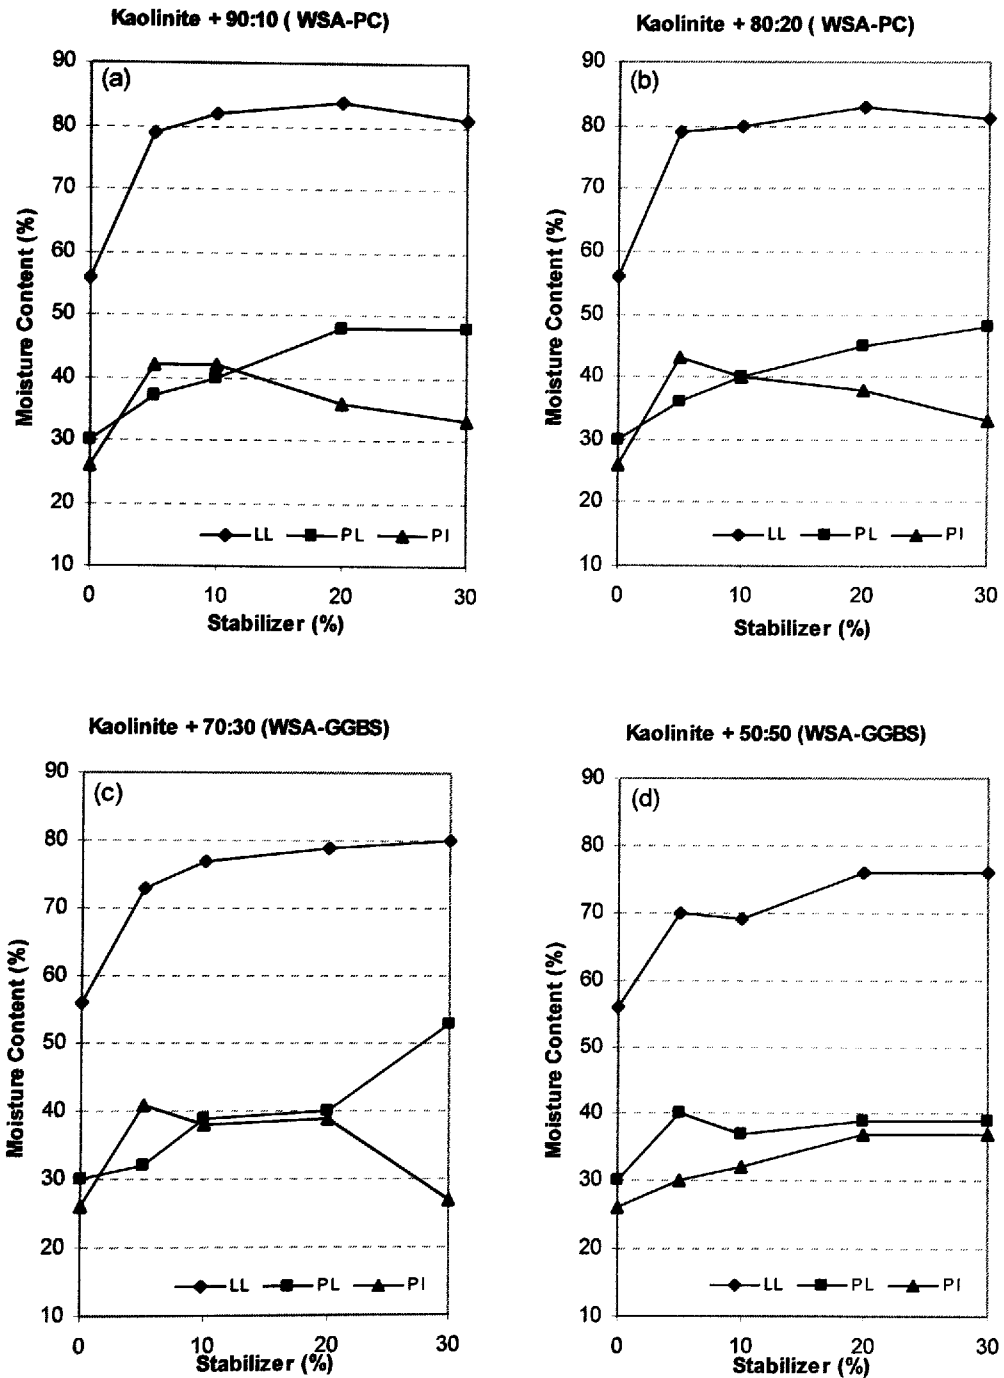 Kaolinite + 90:10 ( WSA-PC)
(a)
Moisture Content (%)
90
80
70
60
50
40
30
20
10
LL PL PI
0 10 20 30
Stabilizer (%)
Kaolinite + 80:20 ( WSA-PC)
(b)
Moisture Content (%)
90
80
70
60
50
40
30
20
10
LL PL PI
0 10 20 30
Stabilizer (%)
Kaolinite + 70:30 (WSA-GGBS)
(c)
Moisture Content (%)
90
80
70
60
50
40
30
20
10
LL PL PI
0 10 20 30
Stabilizer (%)
Kaolinite + 50:50 (WSA-GGBS)
(d)
Moisture Content (%)
90
80
70
60
50
40
30
20
10
LL PL PI
0 10 20 30
Stabilizer (%)